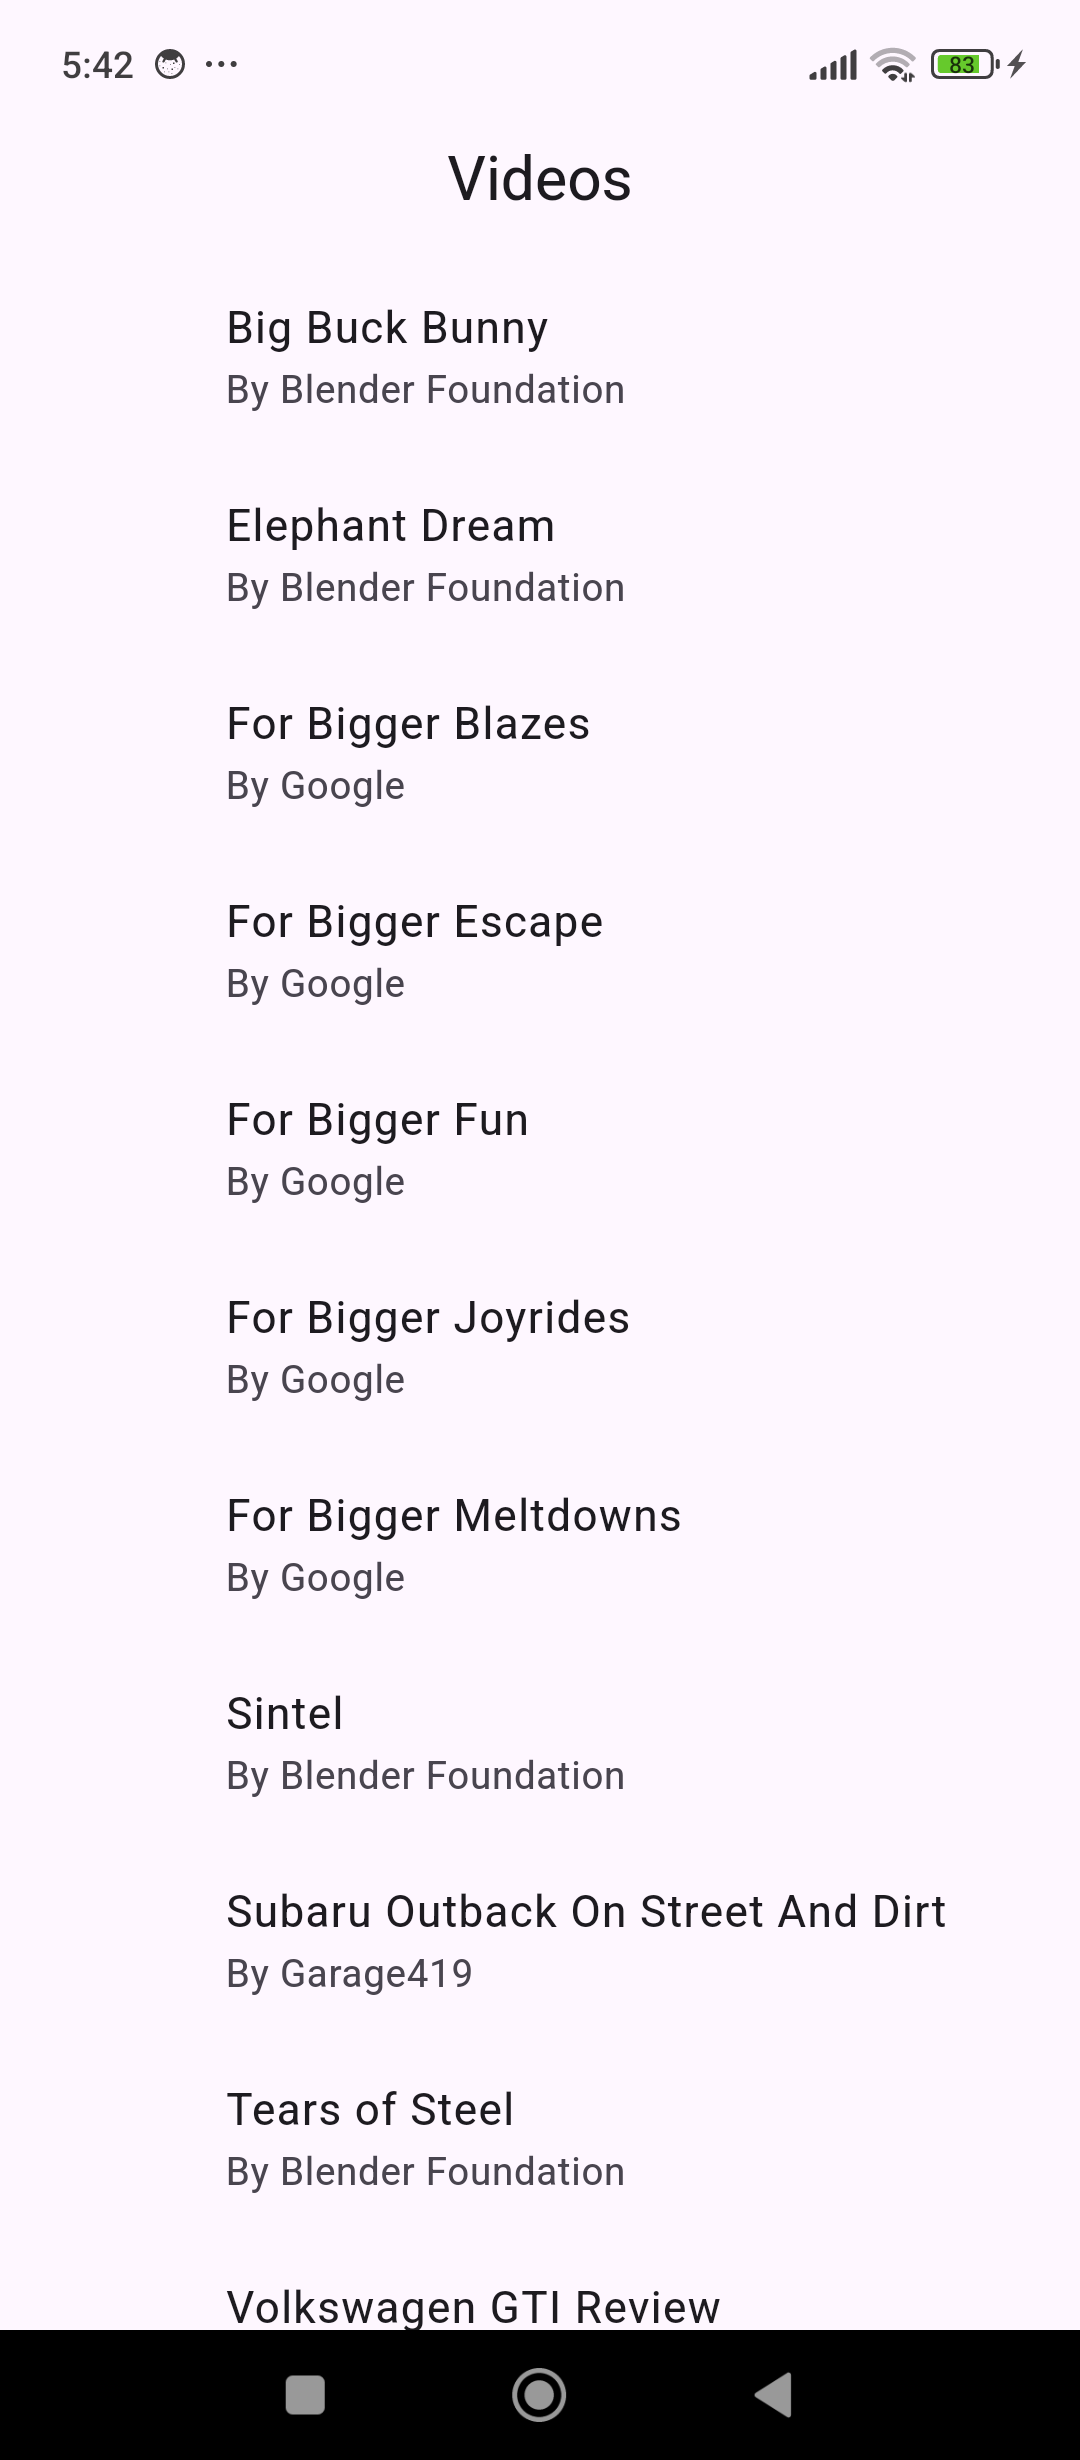 5:42
83
Videos
Big Buck Bunny
By Blender Foundation
Elephant Dream
By Blender Foundation
For Bigger Blazes
By Google
For Bigger Escape
By Google
For Bigger Fun
By Google
For Bigger Joyrides
By Google
For Bigger Meltdowns
By Google
Sintel
By Blender Foundation
Subaru Outback On Street And Dirt
By Garage419
Tears of Steel
By Blender Foundation
Volkswagen GTI Review